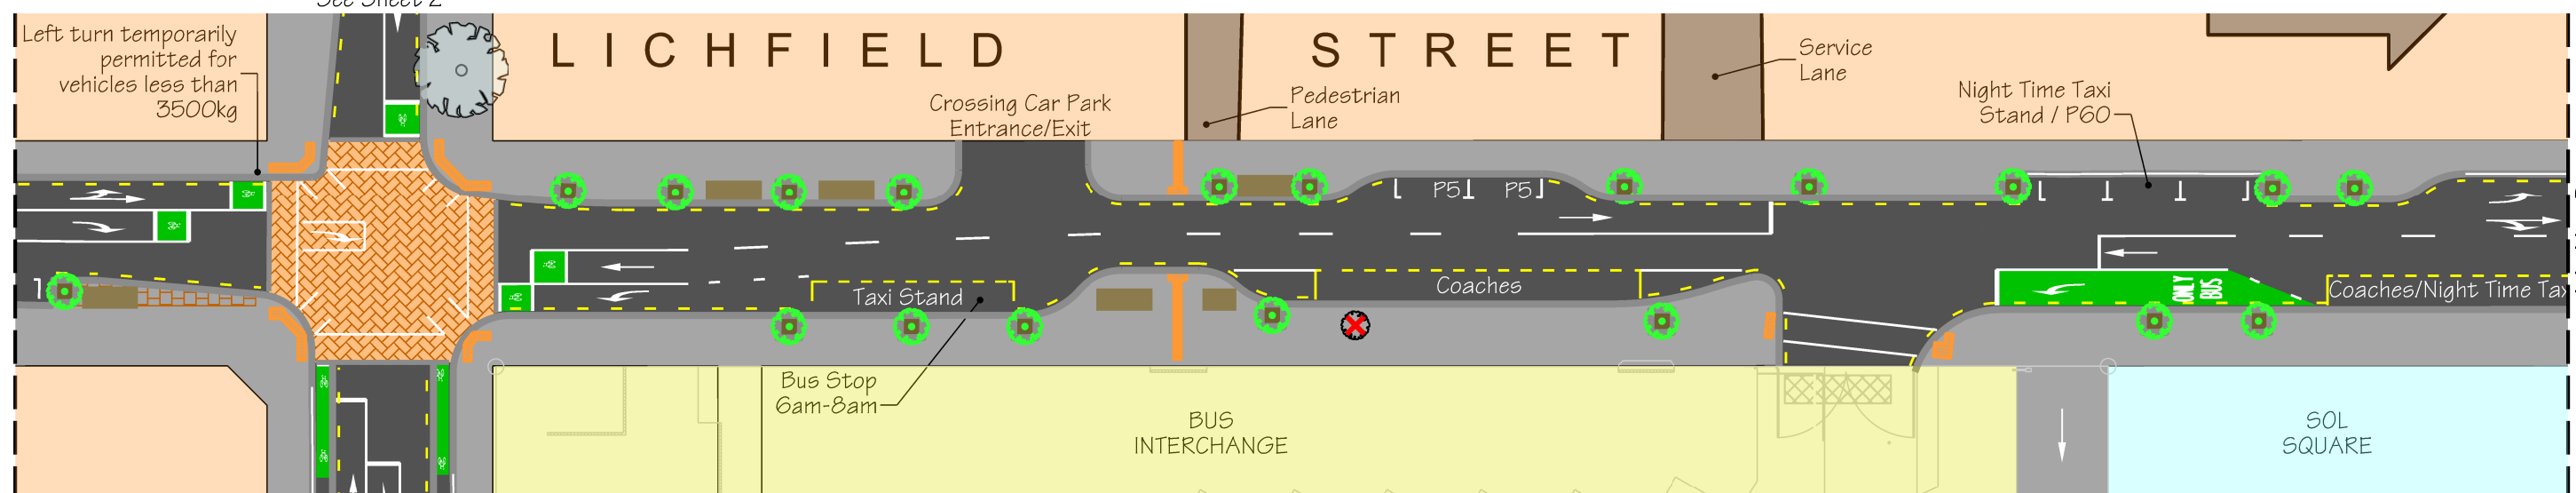 See Sheet 2
Left turn temporarily
permitted for
vehicles less than
3500kg
LICHFIELD STREET
Crossing Car Park
Entrance/Exit
Pedestrian
Lane
Service
Lane
Night Time Taxi
Stand / P60
P5
P5
Taxi Stand
Coaches
ONLY
BUS
Coaches/Night Time Tax
Bus Stop
6am-8am
BUS
INTERCHANGE
SOL
SQUARE